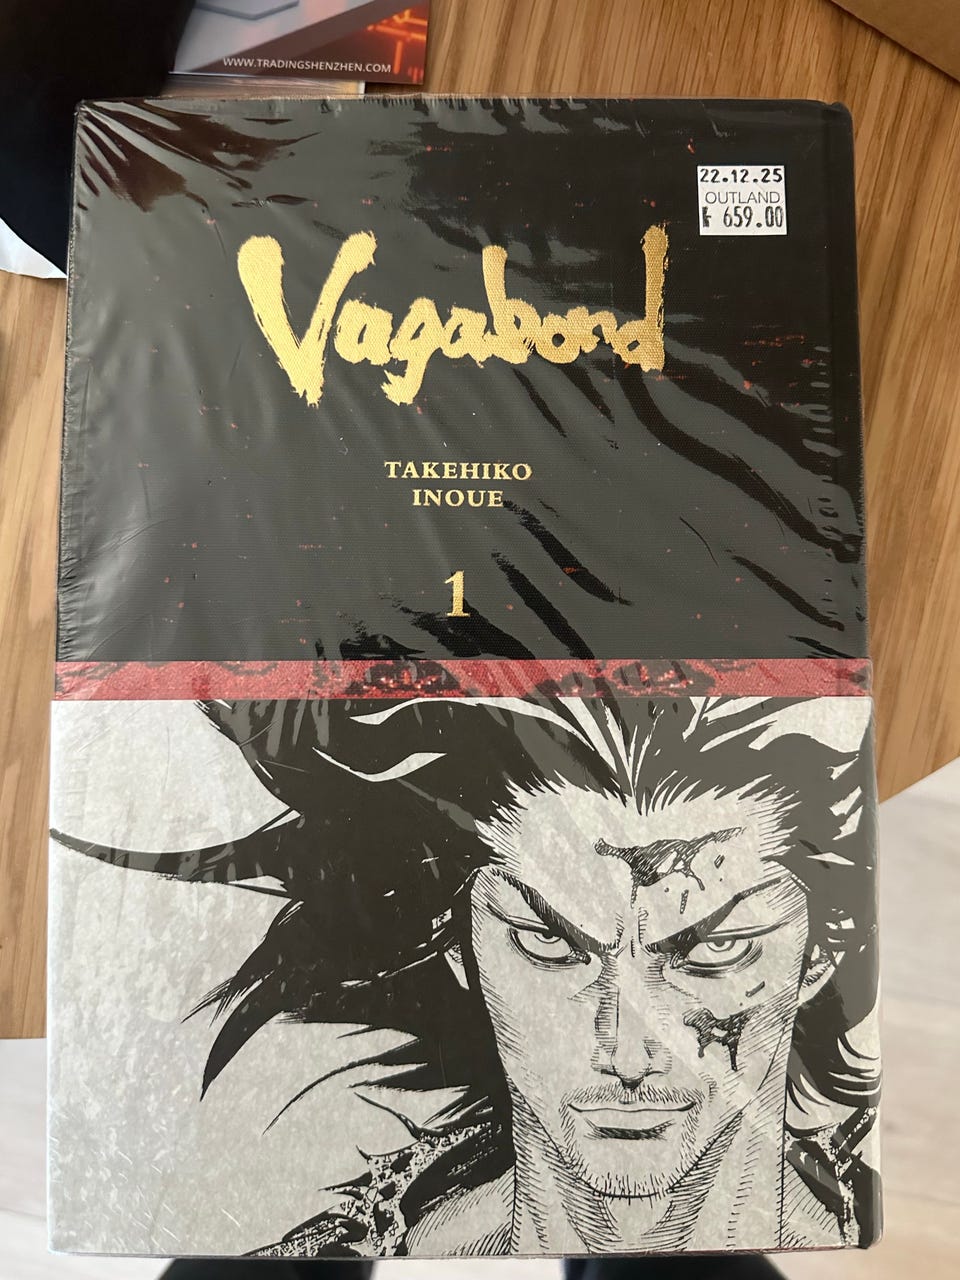 WWW.TRADINGSHENZHEN.COM
22.12.25
OUTLAND
659.00
Vagabond
TAKEHIKO
INOUE
1